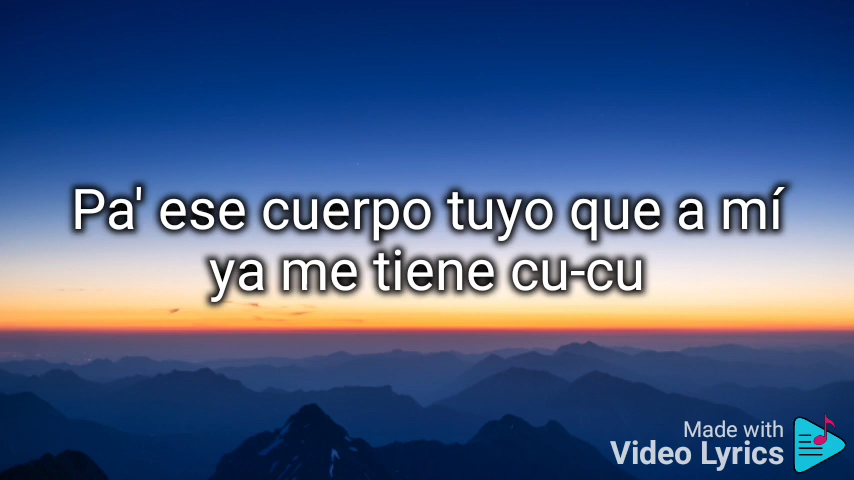 Pa' ese cuerpo tuyo que a mí
ya me tiene cu-cu
Made with
Video Lyrics